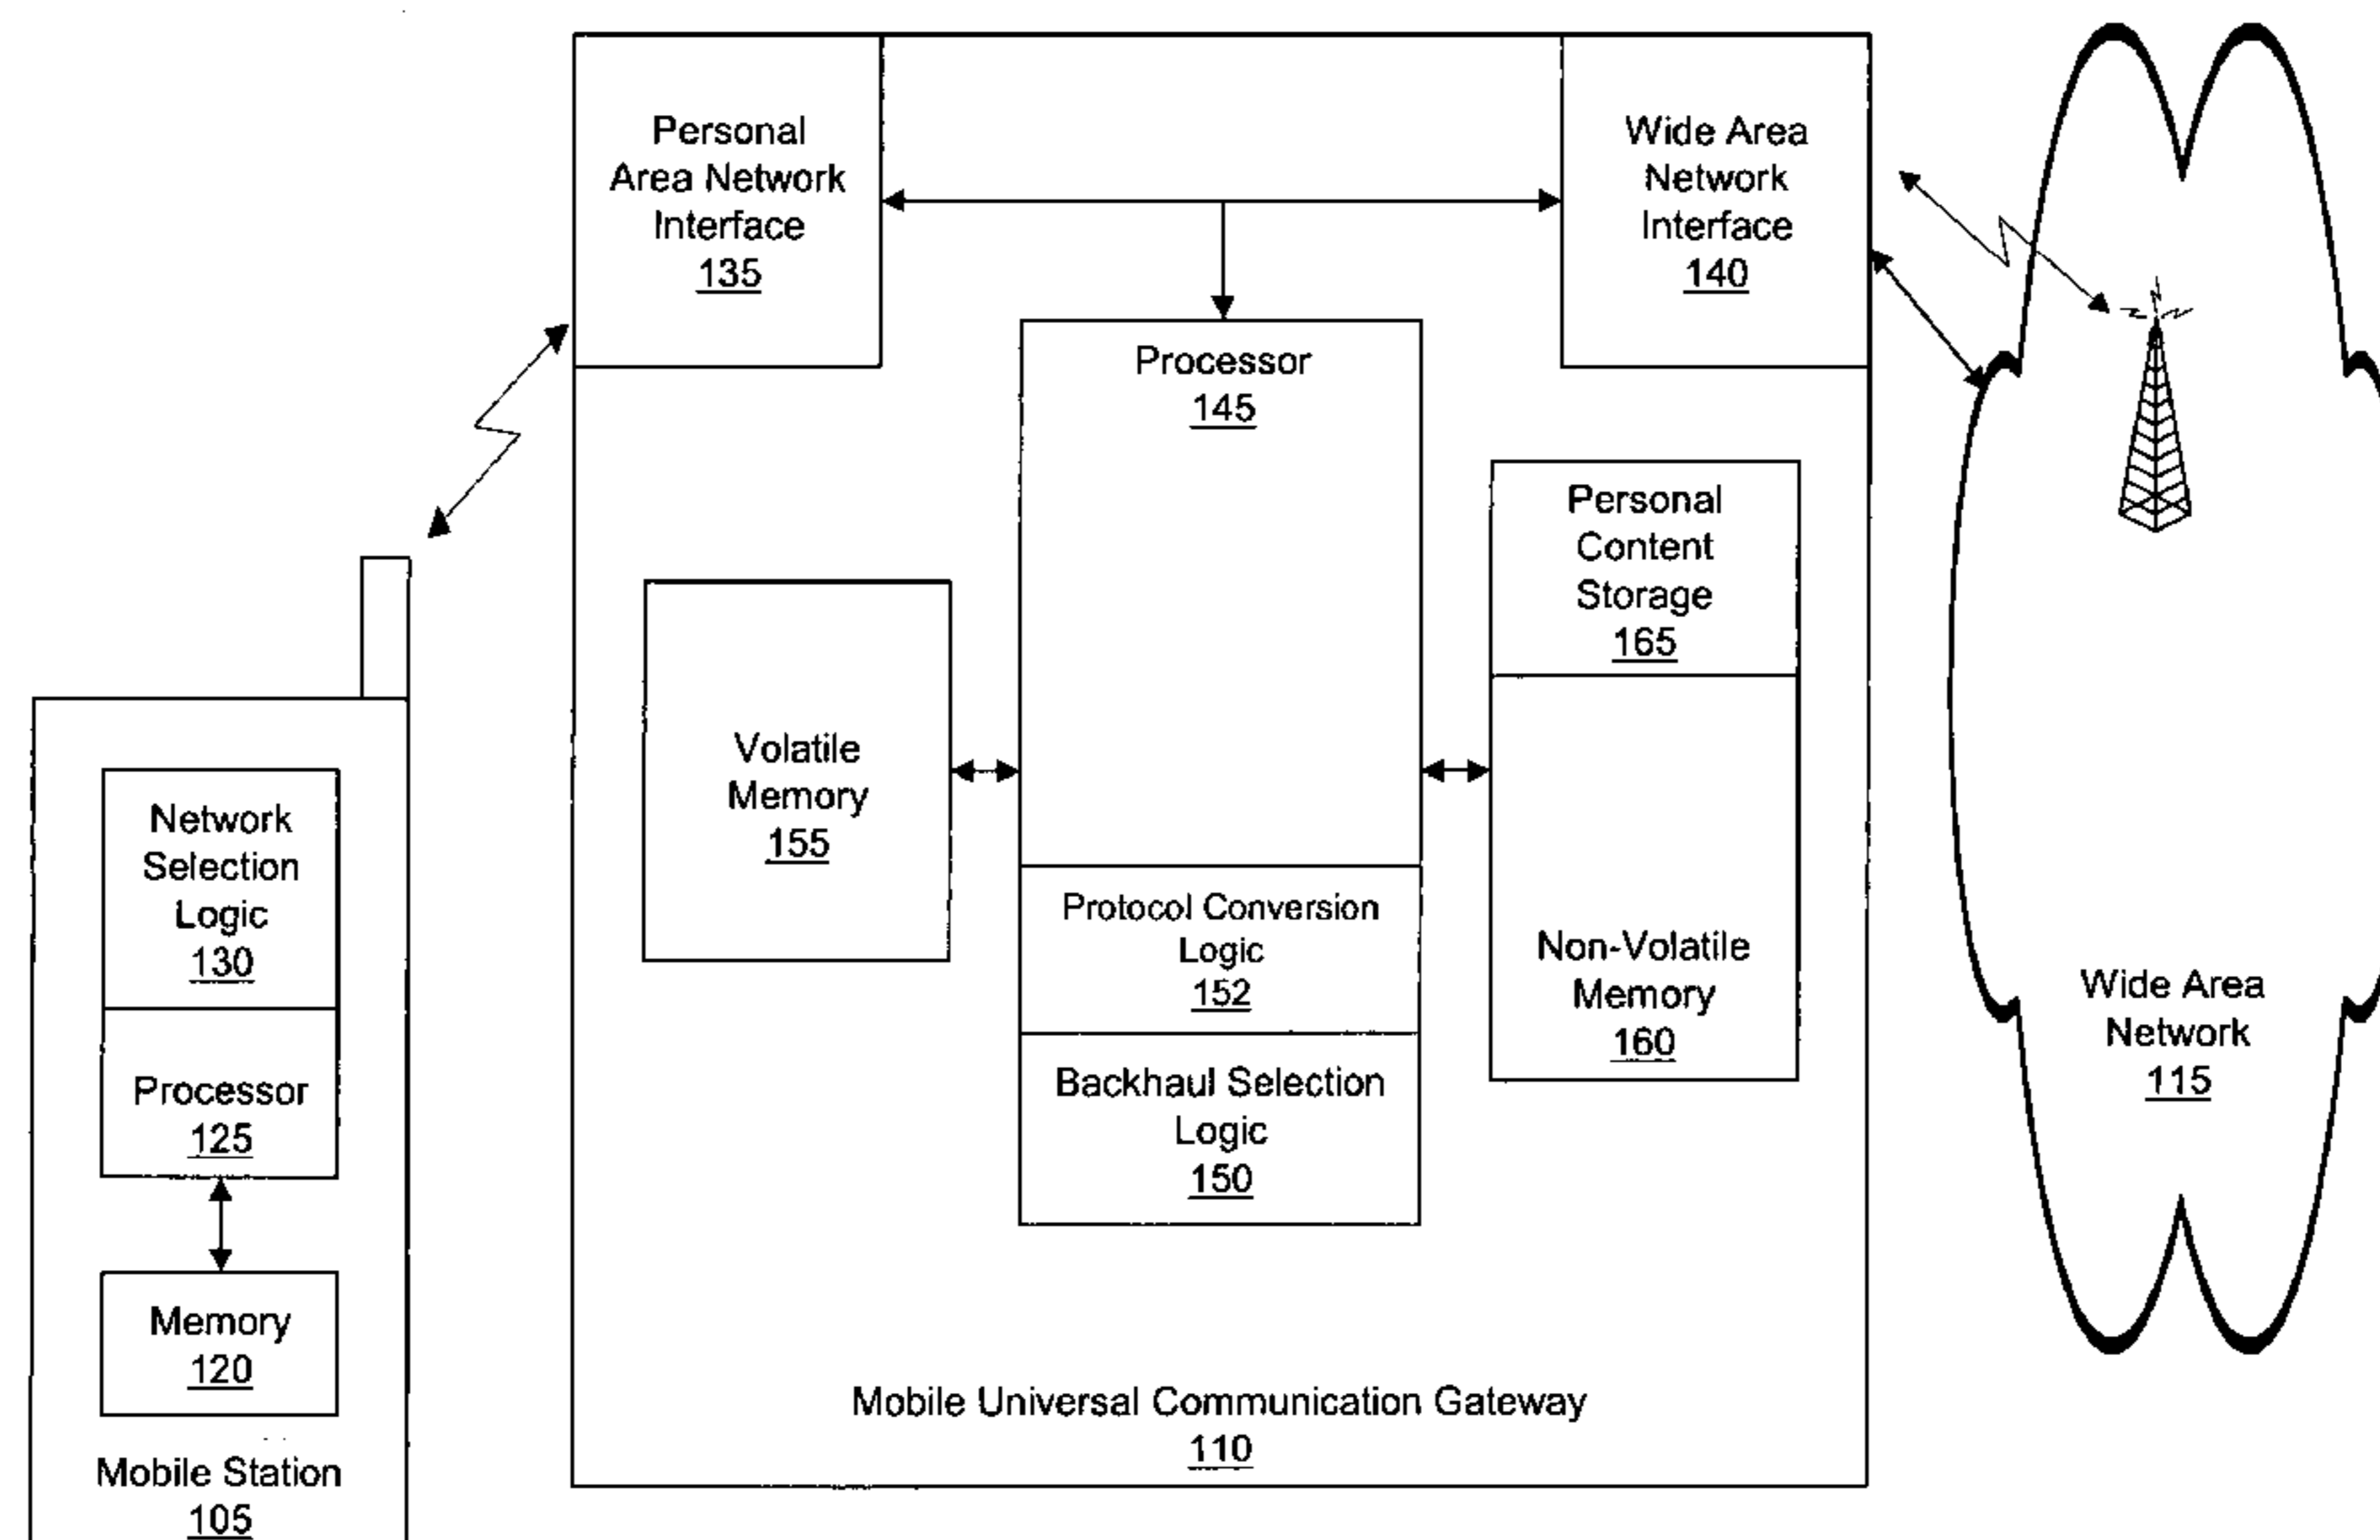 Personal
Area Network
Interface
135
Wide Area
Network
Interface
140
Processor
145
Personal
Content
Storage
165
Volatile
Memory
155
Network
Selection
Logic
130
Protocol Conversion
Logic
152
Non-Volatile
Memory
160
Wide Area
Network
115
Processor
125
Backhaul Selection
Logic
150
Memory
120
Mobile Universal Communication Gateway
110
Mobile Station
105